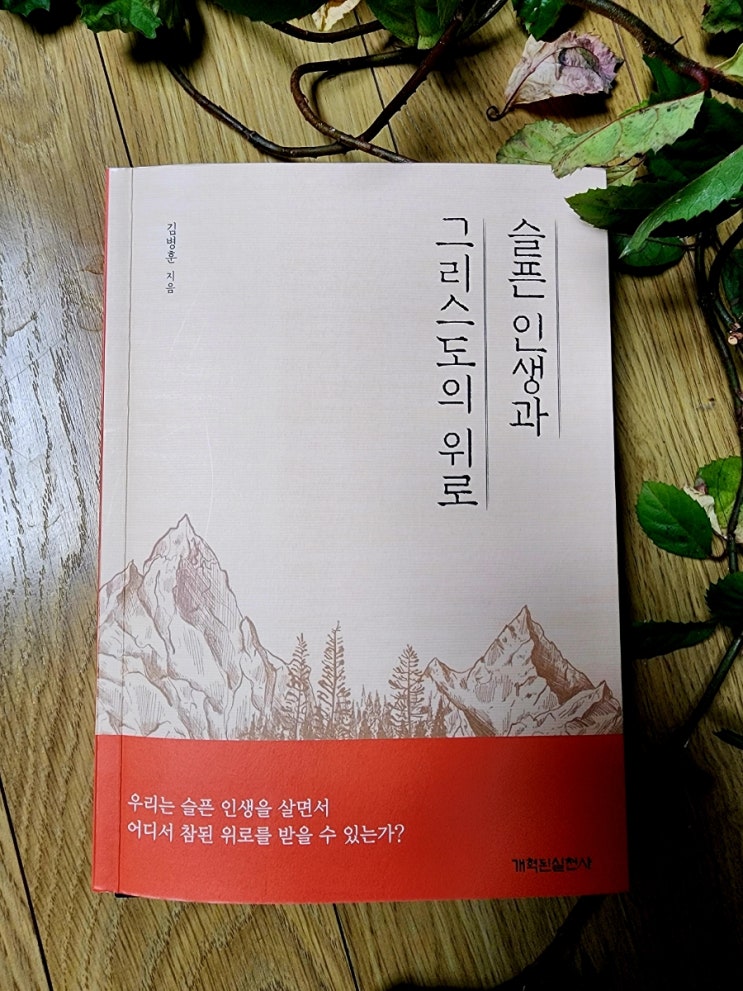 슬픈 인생과
그리스도의 위로
김병훈 지음
우리는 슬픈 인생을 살면서
어디서 참된 위로를 받을 수 있는가?
개혁된실천사